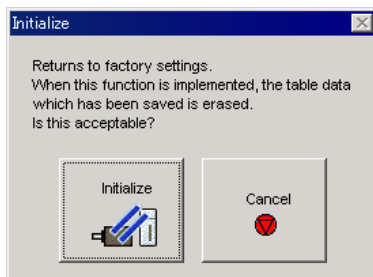 Initialize
Returns to factory settings.
When this function is implemented, the table data
which has been saved is erased.
Is this acceptable?
Initialize
Cancel